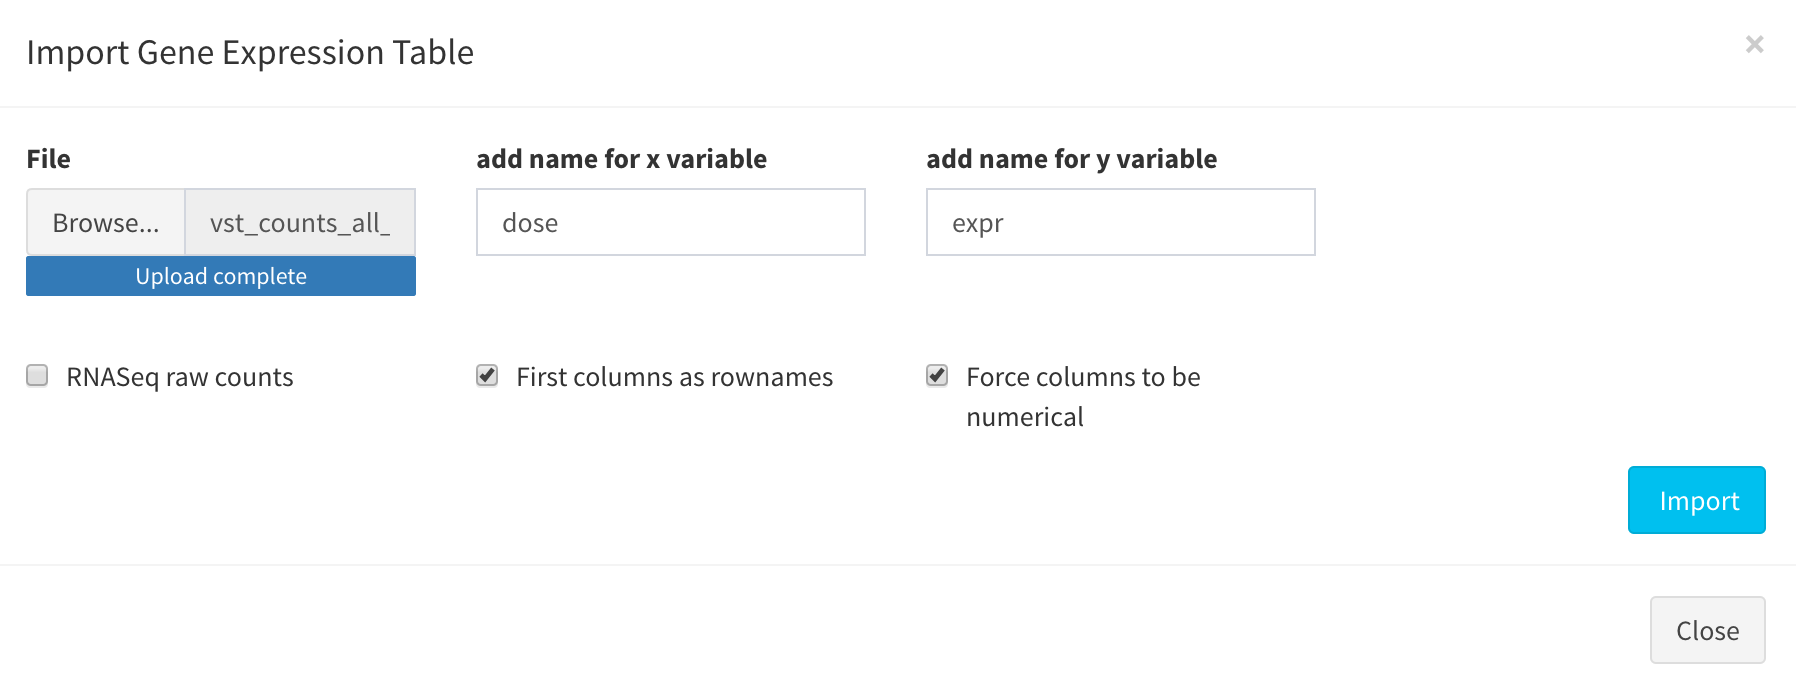 Import Gene Expression Table
×
File
add name for x variable
add name for y variable
Browse...
vst_counts_all_
dose
expr
Upload complete
RNASeq raw counts
First columns as rownames
Force columns to be
numerical
Import
Close